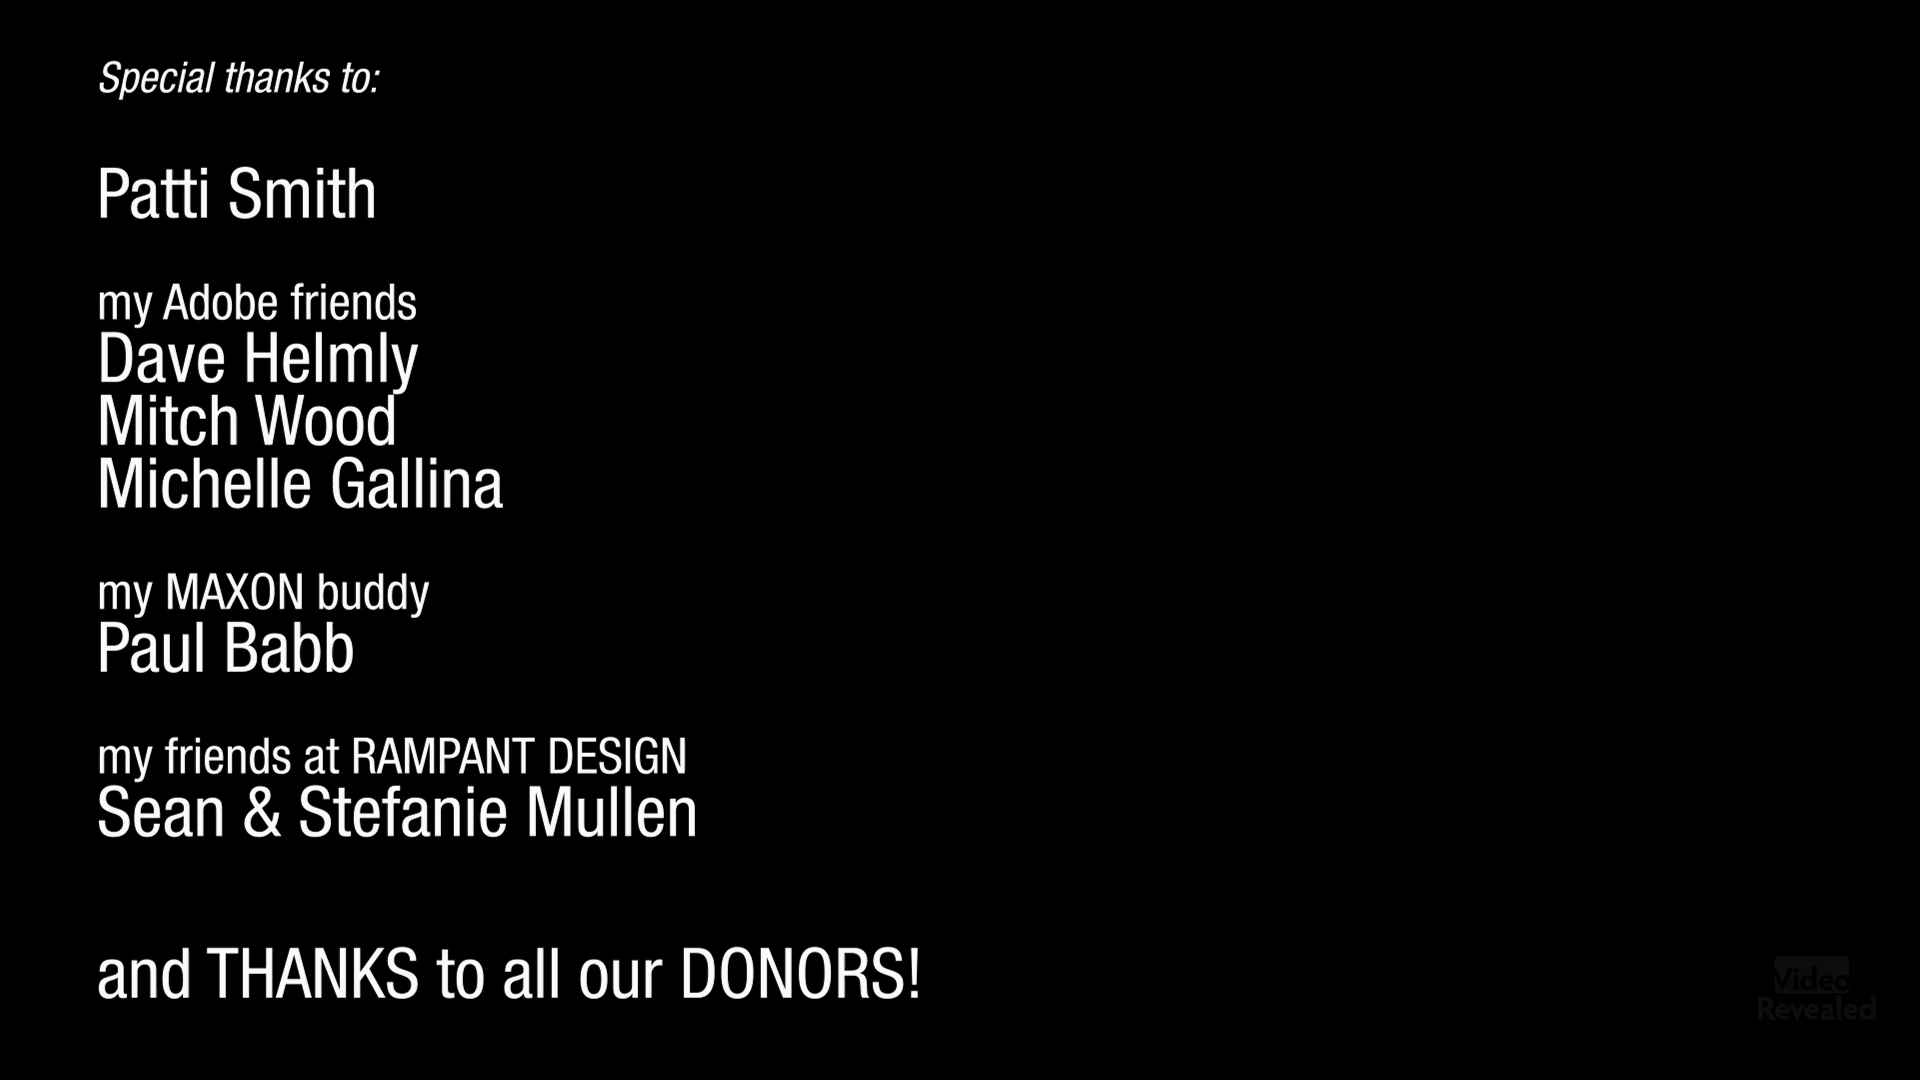 Special thanks to:
Patti Smith
my Adobe friends
Dave Helmly
Mitch Wood
Michelle Gallina
my MAXON buddy
Paul Babb
my friends at RAMPANT DESIGN
Sean & Stefanie Mullen
and THANKS to all our DONORS!
Video
Revealed